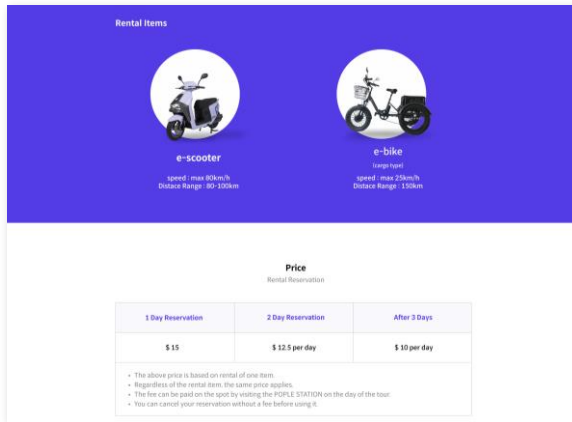 Rental Items
e-scooter
speed : max 80km/h
Distace Range : 80-100km
e-bike
(cargo type)
speed : max 25km/h
Distace Range : 150km
Price
Rental Reservation
1 Day Reservation
2 Day Reservation
After 3 Days
$ 15
$ 12.5 per day
$ 10 per day
• The above price is based on rental of one item.
• Regardless of the rental item, the same price applies.
• The fee can be paid on the spot by visiting the POPLE STATION on the day of the tour.
• You can cancel your reservation without a fee before using it.